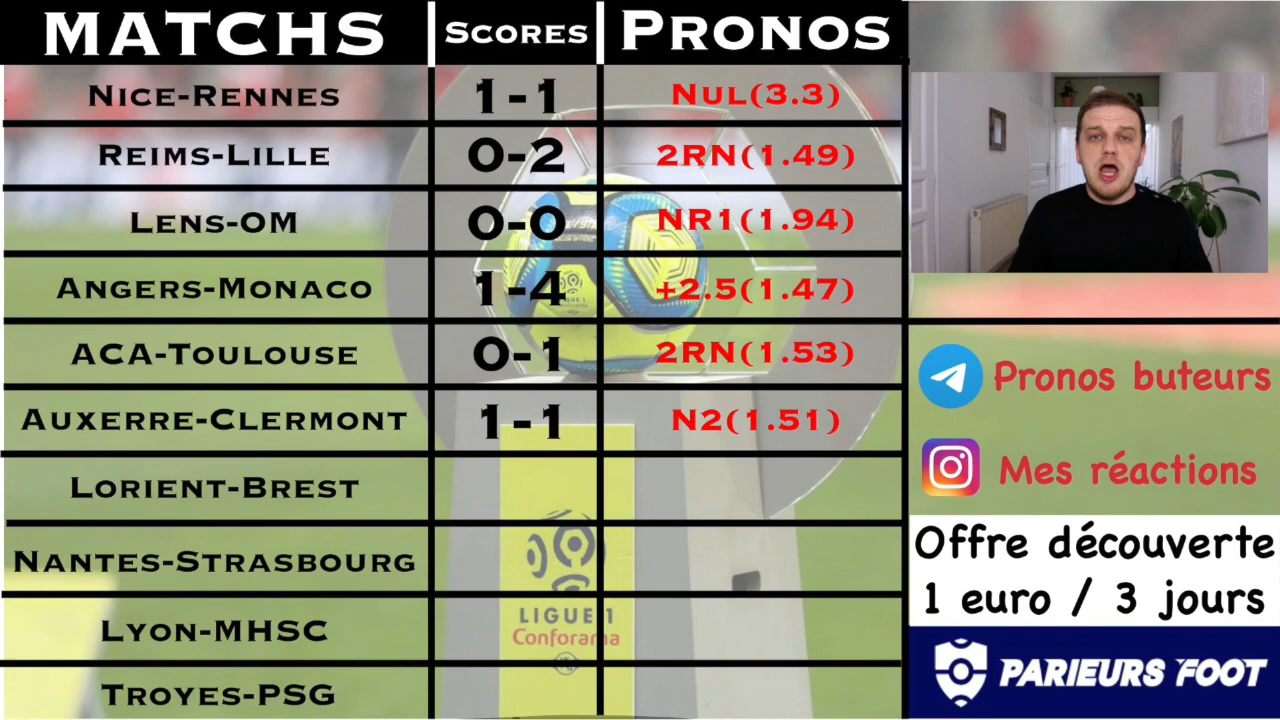 MATCHS SCORES PRONOS
NICE-RENNES 1-1 NUL(3.3)
REIMS-LILLE 0-2 2RN(1.49)
LENS-OM 0-0 NR1(1.94)
ANGERS-MONACO 1-4 +2.5(1.47)
ACA-TOULOUSE 0-1 2RN(1.53)
AUXERRE-CLERMONT 1-1 N2(1.51)
LORIENT-BREST
NANTES-STRASBOURG
LYON-MHSC
TROYES-PSG
Pronos buteurs
Mes réactions
Offre découverte
1 euro / 3 jours
PARIEURS FOOT
LIGUE 1
Conforama